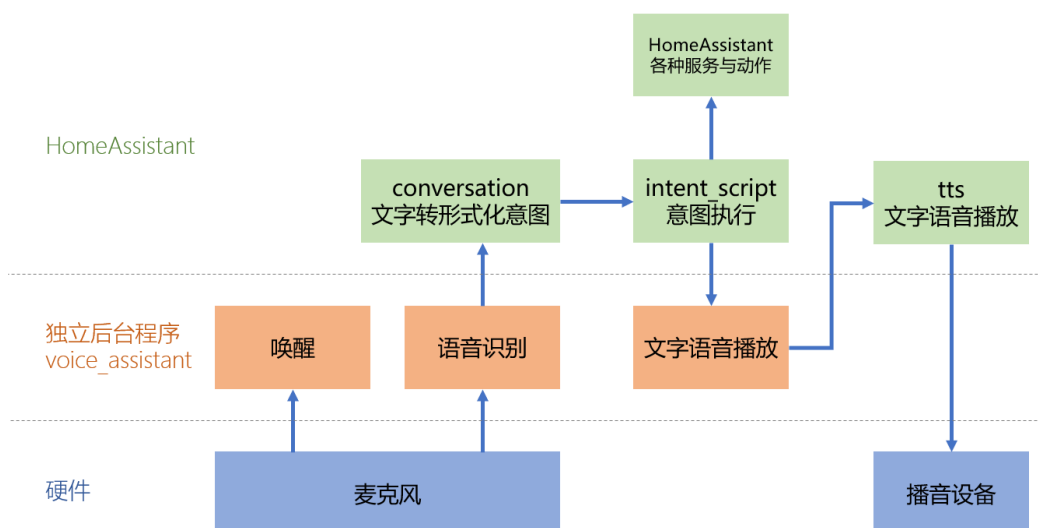 HomeAssistant
各种服务与动作
HomeAssistant
conversation
文字转形式化意图
intent_script
意图执行
tts
文字语音播放
独立后台程序
voice_assistant
唤醒
语音识别
文字语音播放
硬件
麦克风
播音设备